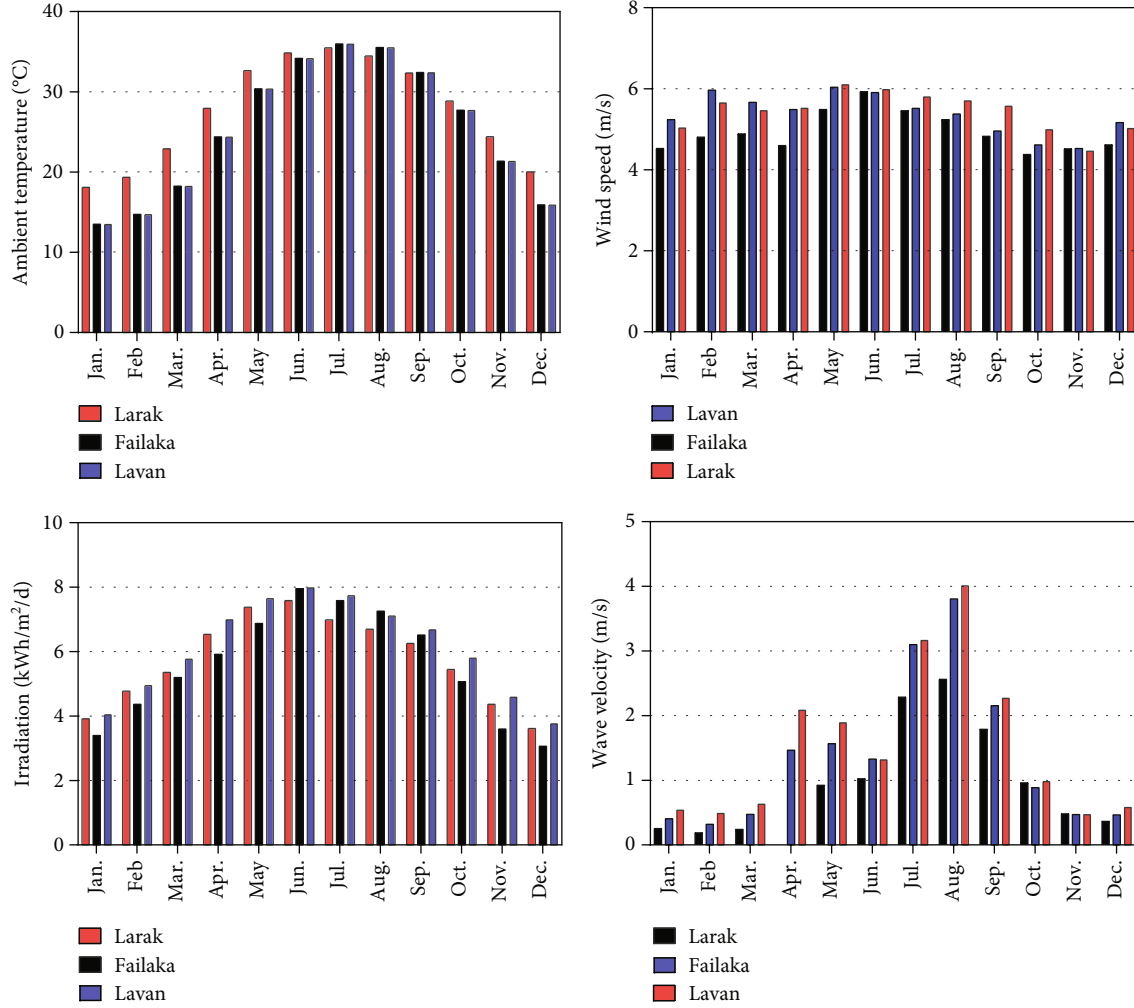 Ambient temperature (°C)
40
30
20
10
0
Jan.
Feb
Mar.
Apr.
May
Jun.
Jul.
Aug.
Sep.
Oct.
Nov.
Dec.
Larak
Failaka
Lavan
Wind speed (m/s)
8
6
4
2
0
Jan.
Feb
Mar.
Apr.
May
Jun.
Jul.
Aug.
Sep.
Oct.
Nov.
Dec.
Lavan
Failaka
Larak
Irradiation (kWh/m²/d)
10
8
6
4
2
0
Jan.
Feb
Mar.
Apr.
May
Jun.
Jul.
Aug.
Sep.
Oct.
Nov.
Dec.
Larak
Failaka
Lavan
Wave velocity (m/s)
5
4
3
2
1
0
Jan.
Feb
Mar.
Apr.
May
Jun.
Jul.
Aug.
Sep.
Oct.
Nov.
Dec.
Larak
Failaka
Lavan